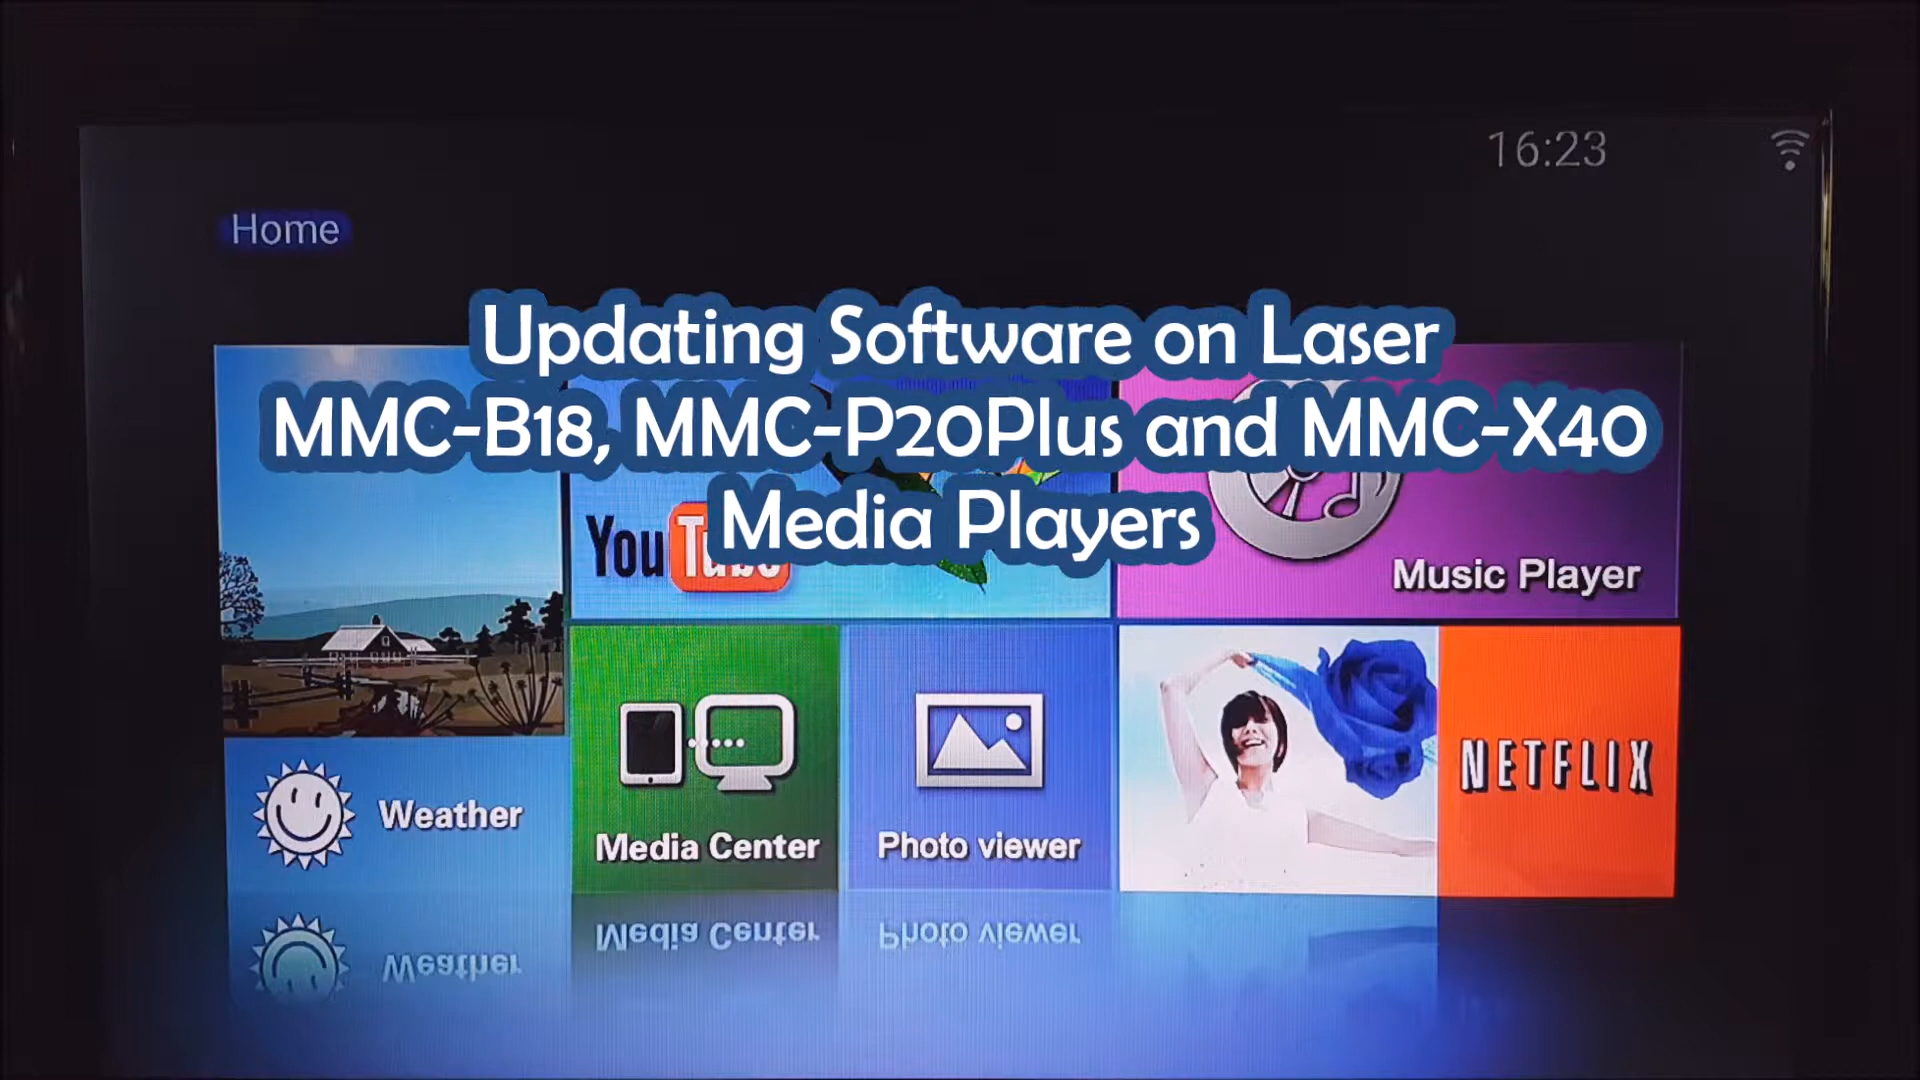 16:23
Home
Updating Software on Laser
MMC-B18, MMC-P20Plus and MMC-X40
Media Players
YouTube
Music Player
Weather
Media Center
Photo viewer
NETFLIX
Weather
Media Center
Photo viewer